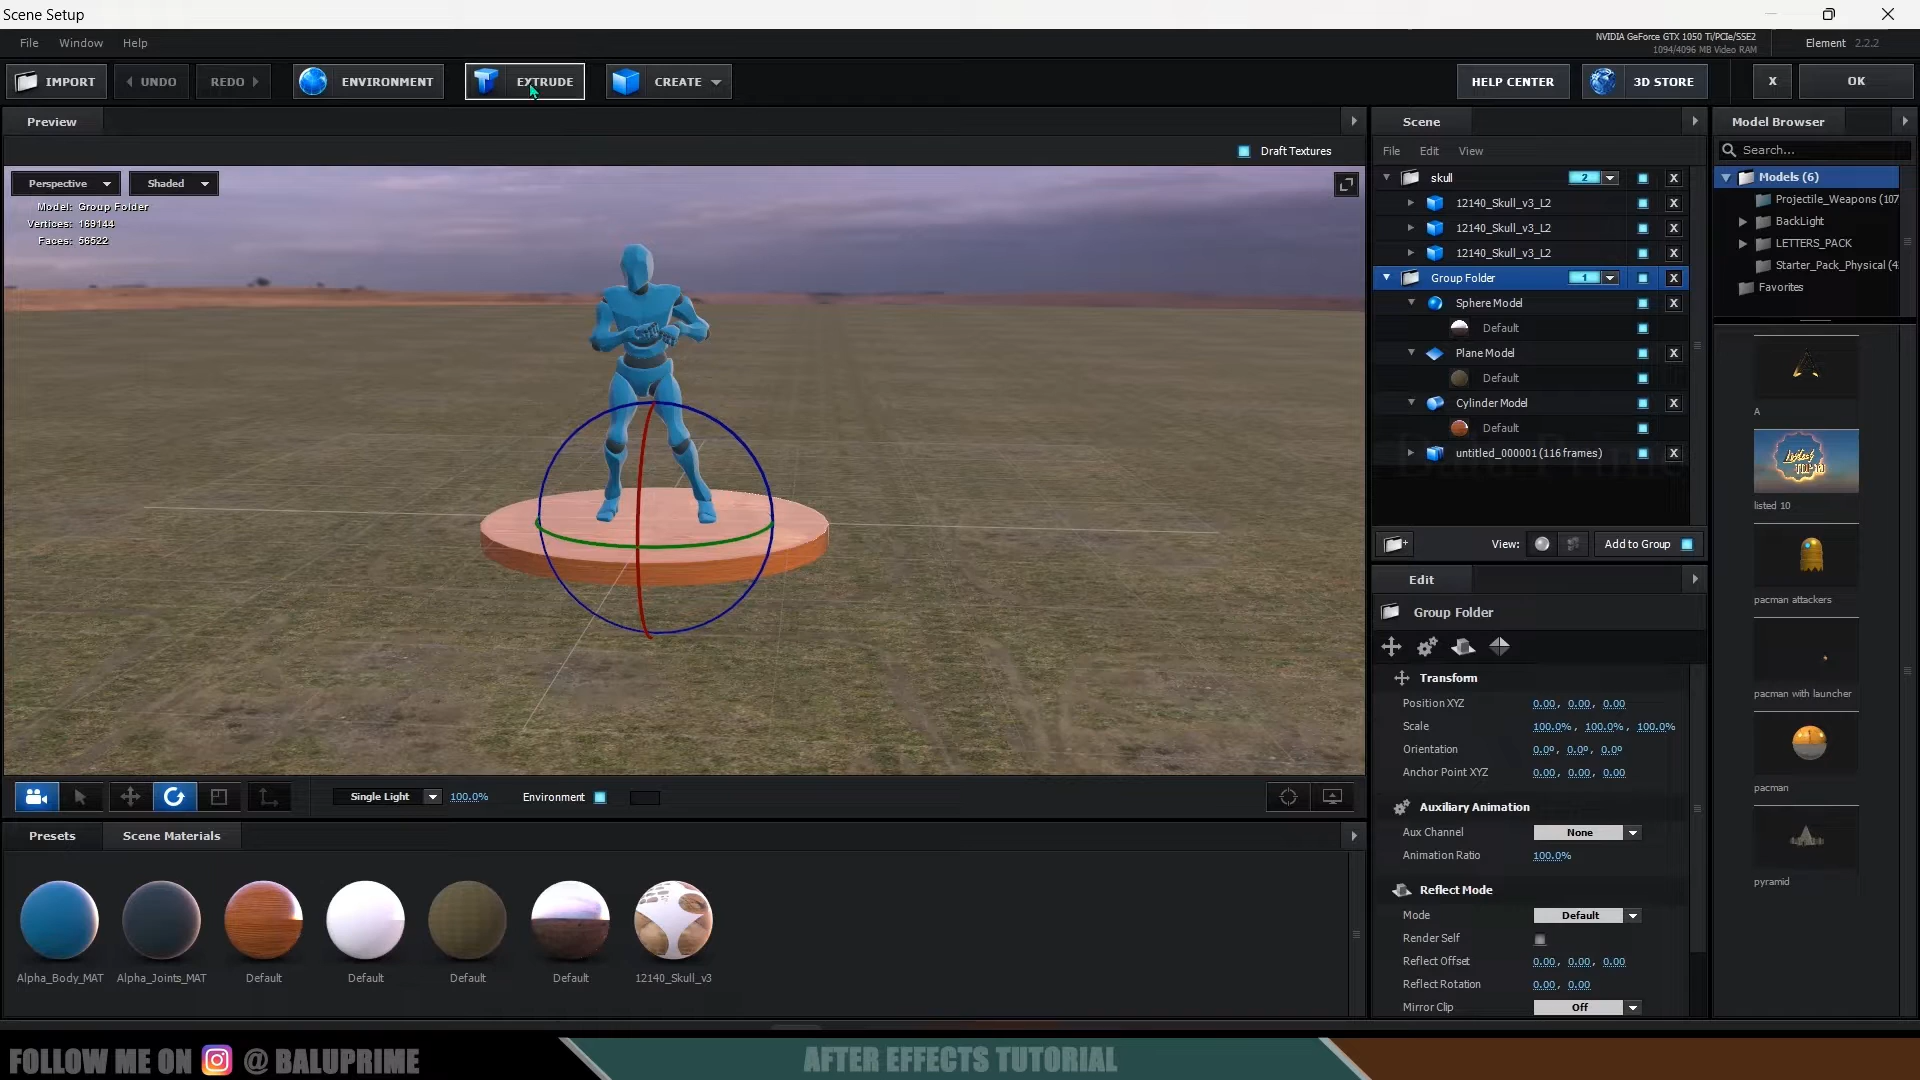 Scene Setup
File Window Help
NVIDIA GeForce GTX 1050 Ti/PCIe/SSE2
1094/4096 MB Video RAM
Element 2.2.2
IMPORT
UNDO
REDO
ENVIRONMENT
EXTRUDE
CREATE
HELP CENTER
3D STORE
X
OK
Preview
Draft Textures
Perspective
Shaded
Model: Group Folder
Vertices: 169144
Faces: 56522
Single Light
100.0%
Environment
Presets
Scene Materials
Alpha_Body_MAT
Alpha_Joints_MAT
Default
Default
Default
Default
12140_Skull_v3
Scene
File Edit View
skull 2 X
12140_Skull_v3_L2 X
12140_Skull_v3_L2 X
12140_Skull_v3_L2 X
Group Folder 1 X
Sphere Model X
Default
Plane Model X
Default
Cylinder Model X
Default
untitled_000001 (116 frames) X
View:
Add to Group
Edit
Group Folder
Transform
Position XYZ 0.00, 0.00, 0.00
Scale 100.0%, 100.0%, 100.0%
Orientation 0.0º, 0.0º, 0.0º
Anchor Point XYZ 0.00, 0.00, 0.00
Auxiliary Animation
Aux Channel None
Animation Ratio 100.0%
Reflect Mode
Mode Default
Render Self
Reflect Offset 0.00, 0.00, 0.00
Reflect Rotation 0.00, 0.00
Mirror Clip Off
Model Browser
Search...
Models (6)
Projectile_Weapons (107
BackLight
LETTERS_PACK
Starter_Pack_Physical (4
Favorites
A
listed 10
pacman attackers
pacman with launcher
pacman
pyramid
FOLLOW ME ON @ BALUPRIME
AFTER EFFECTS TUTORIAL